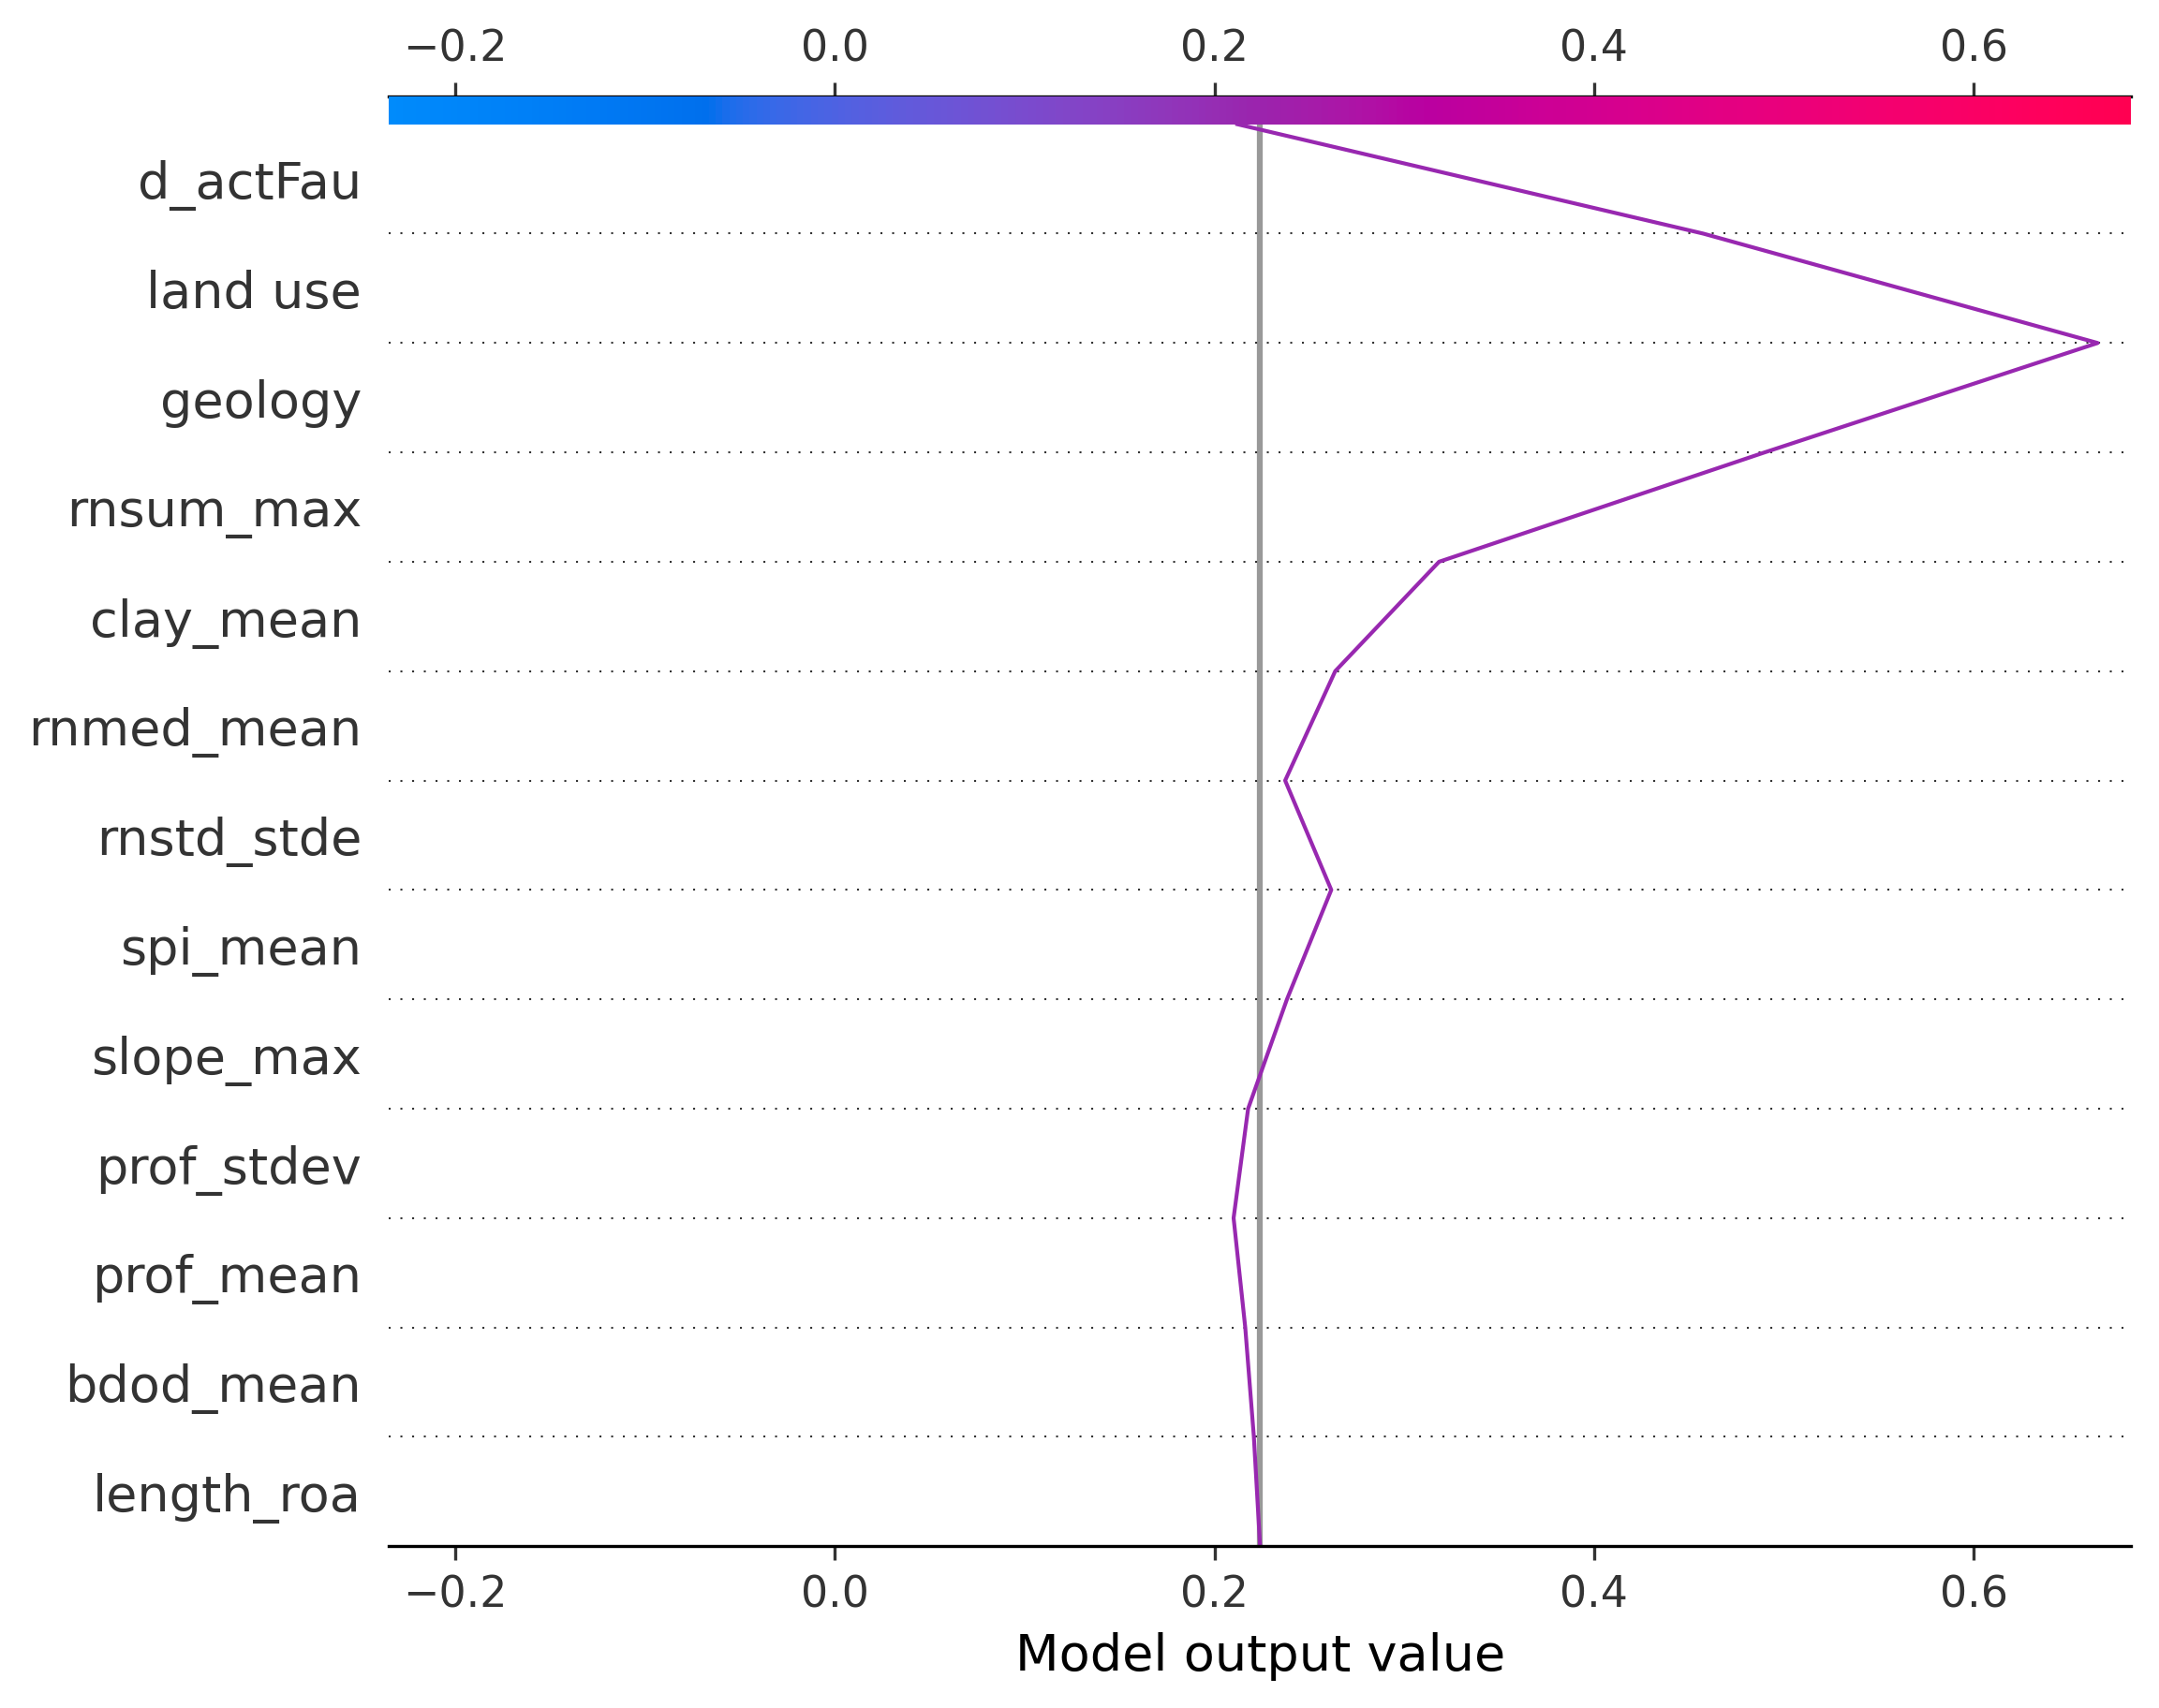 −0.2 0.0 0.2 0.4 0.6
d_actFau
land use
geology
rnsum_max
clay_mean
rnmed_mean
rnstd_stde
spi_mean
slope_max
prof_stdev
prof_mean
bdod_mean
length_roa
−0.2 0.0 0.2 0.4 0.6
Model output value